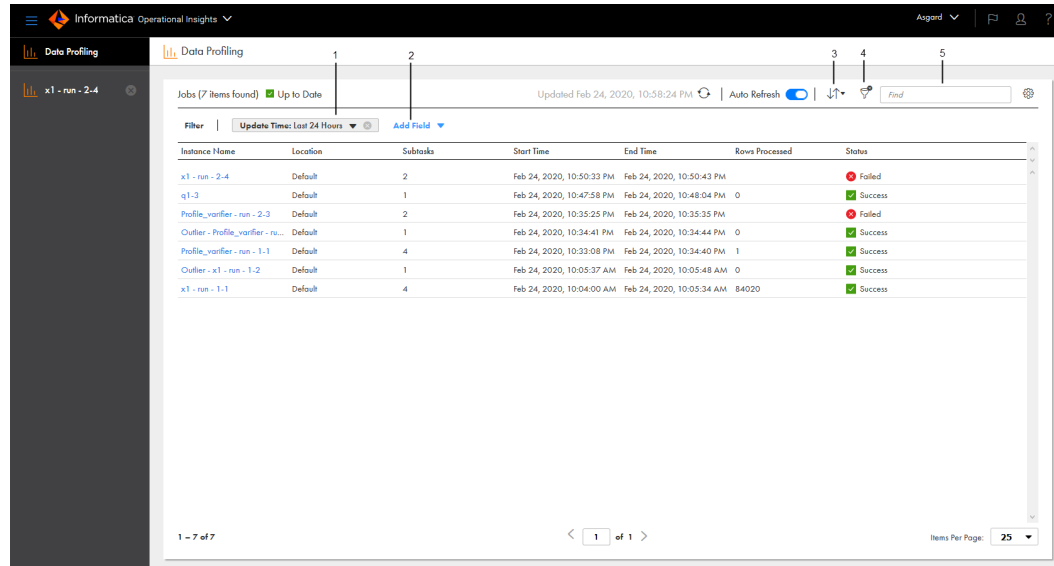 Informatica Operational Insights
Asgard
?
Data Profiling
Data Profiling
1
2
3
4
5
x1 - run - 2-4
Jobs (7 items found) Up to Date
Updated Feb 24, 2020, 10:58:24 PM
Auto Refresh
Find
Filter
Update Time: Last 24 Hours
Add Field
Instance Name Location Subtasks Start Time End Time Rows Processed Status
x1 - run - 2-4 Default 2 Feb 24, 2020, 10:50:33 PM Feb 24, 2020, 10:50:43 PM Failed
q1-3 Default 1 Feb 24, 2020, 10:47:58 PM Feb 24, 2020, 10:48:04 PM 0 Success
Profile_varifier - run - 2-3 Default 2 Feb 24, 2020, 10:35:25 PM Feb 24, 2020, 10:35:35 PM Failed
Outlier - Profile_varifier - ru... Default 1 Feb 24, 2020, 10:34:41 PM Feb 24, 2020, 10:34:44 PM 0 Success
Profile_varifier - run - 1-1 Default 4 Feb 24, 2020, 10:33:08 PM Feb 24, 2020, 10:34:40 PM 1 Success
Outlier - x1 - run - 1-2 Default 1 Feb 24, 2020, 10:05:37 AM Feb 24, 2020, 10:05:48 AM 0 Success
x1 - run - 1-1 Default 4 Feb 24, 2020, 10:04:00 AM Feb 24, 2020, 10:05:34 AM 84020 Success
1 – 7 of 7
1 of 1
Items Per Page: 25